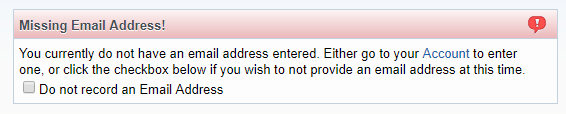 Missing Email Address!
You currently do not have an email address entered. Either go to your Account to enter
one, or click the checkbox below if you wish to not provide an email address at this time.
Do not record an Email Address